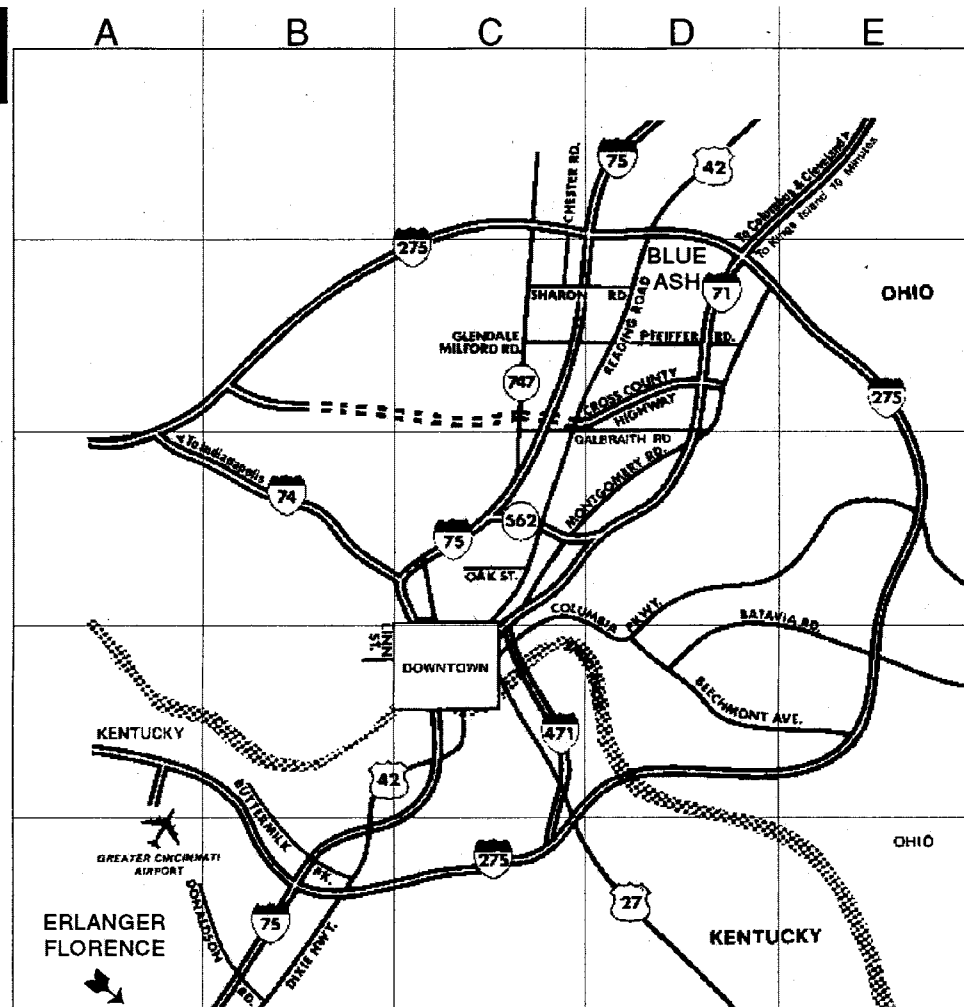 A B C D E
75
42
CHESTER RD.
To Columbus & Cleveland
To Kings Island 10 Minutes
275
BLUE
ASH
71
OHIO
SHARON RD.
READING ROAD
GLENDALE
MILFORD RD.
PFEIFFER RD.
747
CROSS COUNTY
HIGHWAY
275
GALBRAITH RD
To Indianapolis
MONTGOMERY RD.
74
562
75
OAK ST.
COLUMBIA PKWY.
BATAVIA RD.
LINN
ST.
DOWNTOWN
BEECHMONT AVE.
KENTUCKY
471
42
BUTTERMILK PK.
GREATER CINCINNATI
AIRPORT
275
OHIO
DONALDSON RD.
75
DIXIE HWY.
27
ERLANGER
FLORENCE
KENTUCKY